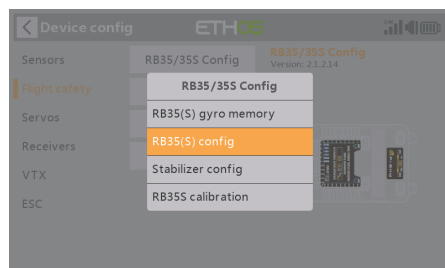 Device config
ETHOS
Sensors
RB35/35S Config
RB35/35S Config
Version: 2.1.2.14
Flight safety
RB35/35S Config
RB35(S) gyro memory
Servos
RB35(S) config
Receivers
Stabilizer config
VTX
RB35S calibration
ESC